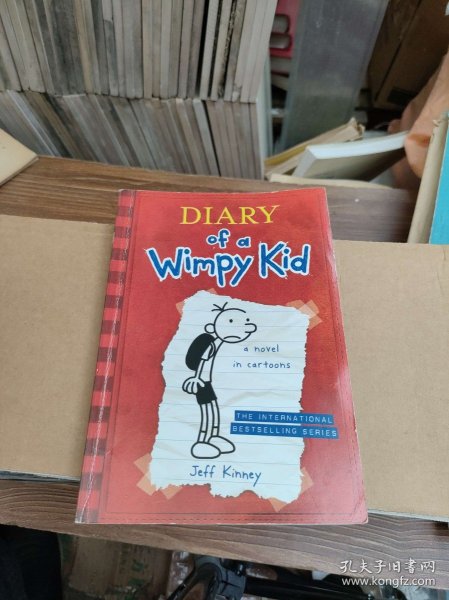 DIARY
of a
Wimpy Kid
a novel
in cartoons
THE INTERNATIONAL
BESTSELLING SERIES
Jeff Kinney
孔夫子旧书网
www.kongfz.com